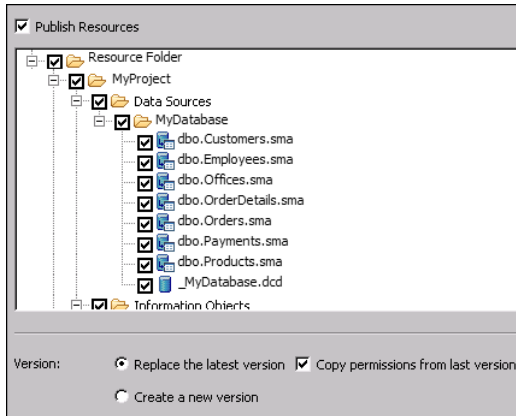 Publish Resources
Resource Folder
MyProject
Data Sources
MyDatabase
dbo.Customers.sma
dbo.Employees.sma
dbo.Offices.sma
dbo.OrderDetails.sma
dbo.Orders.sma
dbo.Payments.sma
dbo.Products.sma
_MyDatabase.dcd
Information Objects
Version: Replace the latest version Copy permissions from last version
Create a new version